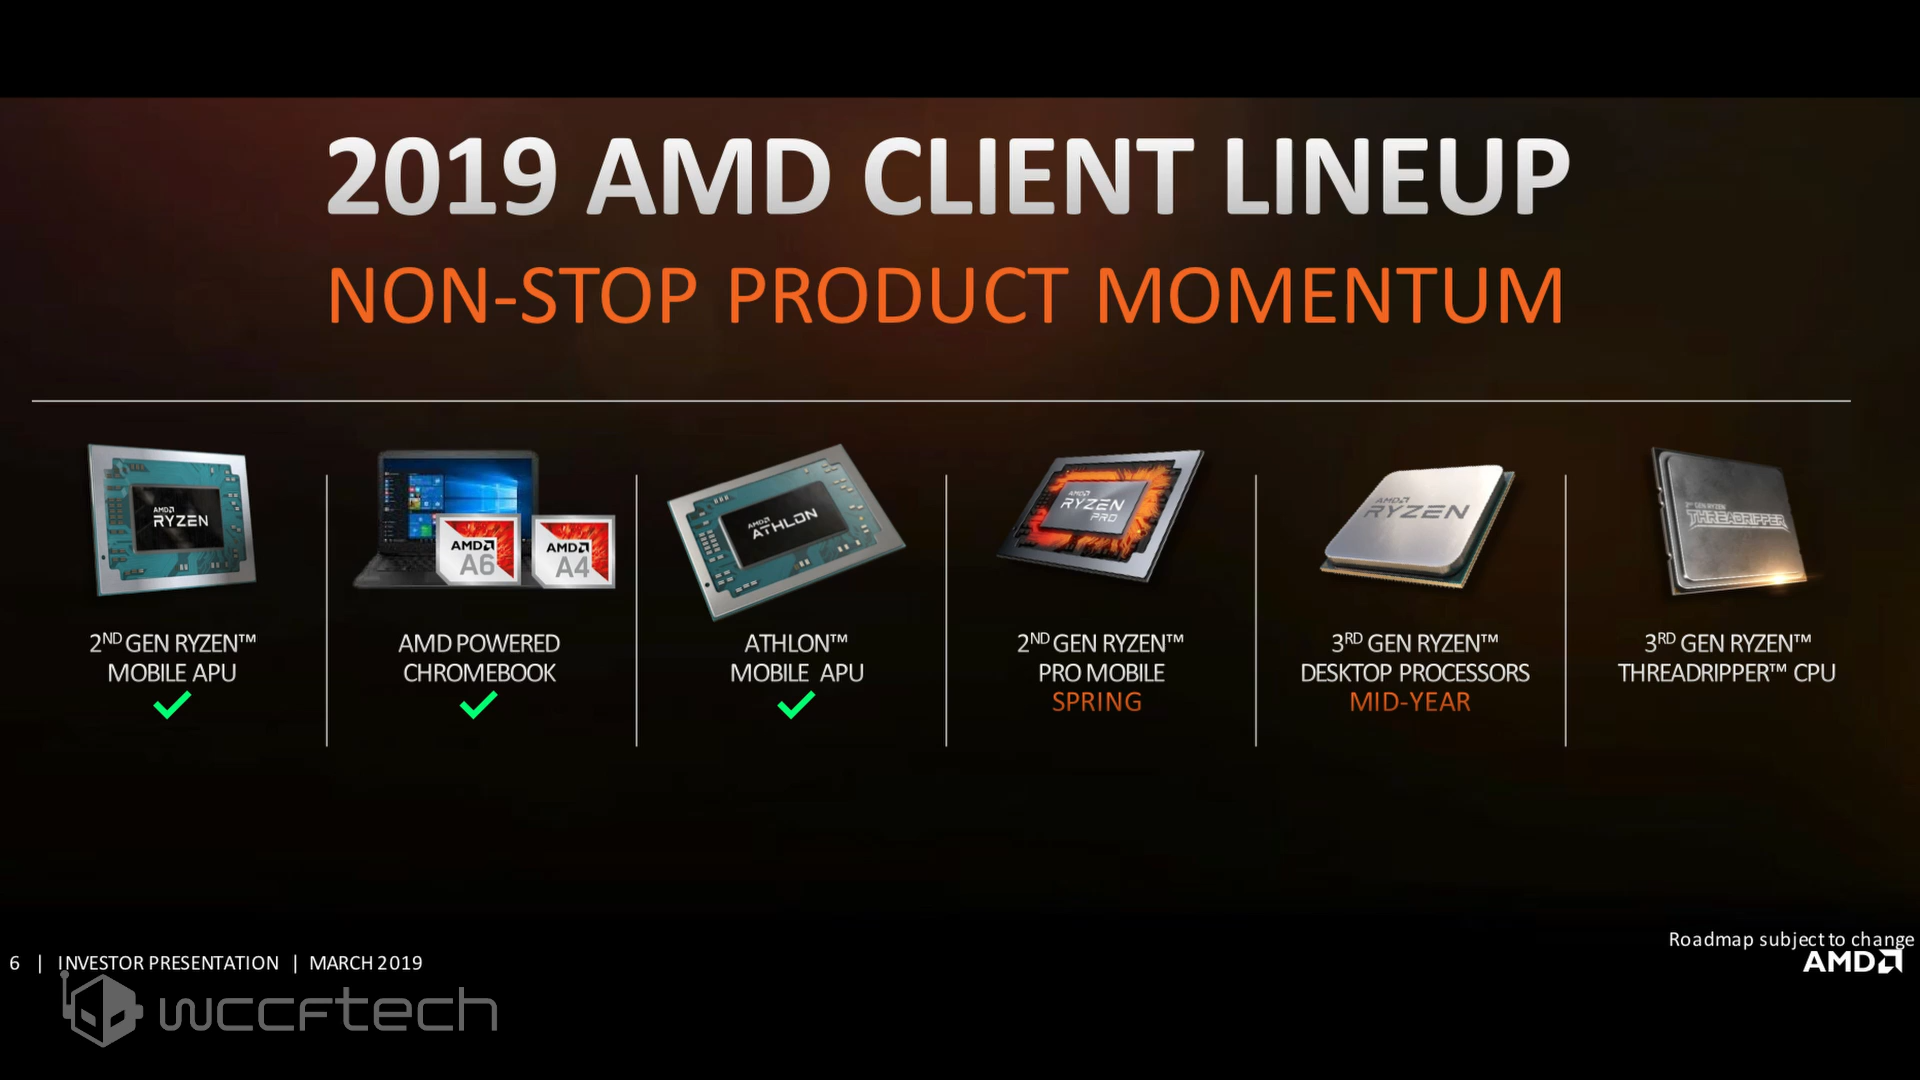 2019 AMD CLIENT LINEUP
NON-STOP PRODUCT MOMENTUM
AMD
RYZEN
AMD
A6
AMD
A4
AMD
ATHLON
AMD
RYZEN
PRO
AMD
RYZEN
GEN RYZEN
THREADRIPPER
2ND GEN RYZEN™
MOBILE APU
AMD POWERED
CHROMEBOOK
ATHLON™
MOBILE APU
2ND GEN RYZEN™
PRO MOBILE
SPRING
3RD GEN RYZEN™
DESKTOP PROCESSORS
MID-YEAR
3RD GEN RYZEN™
THREADRIPPER™ CPU
Roadmap subject to change
6 | INVESTOR PRESENTATION | MARCH 2019
AMD
wccftech